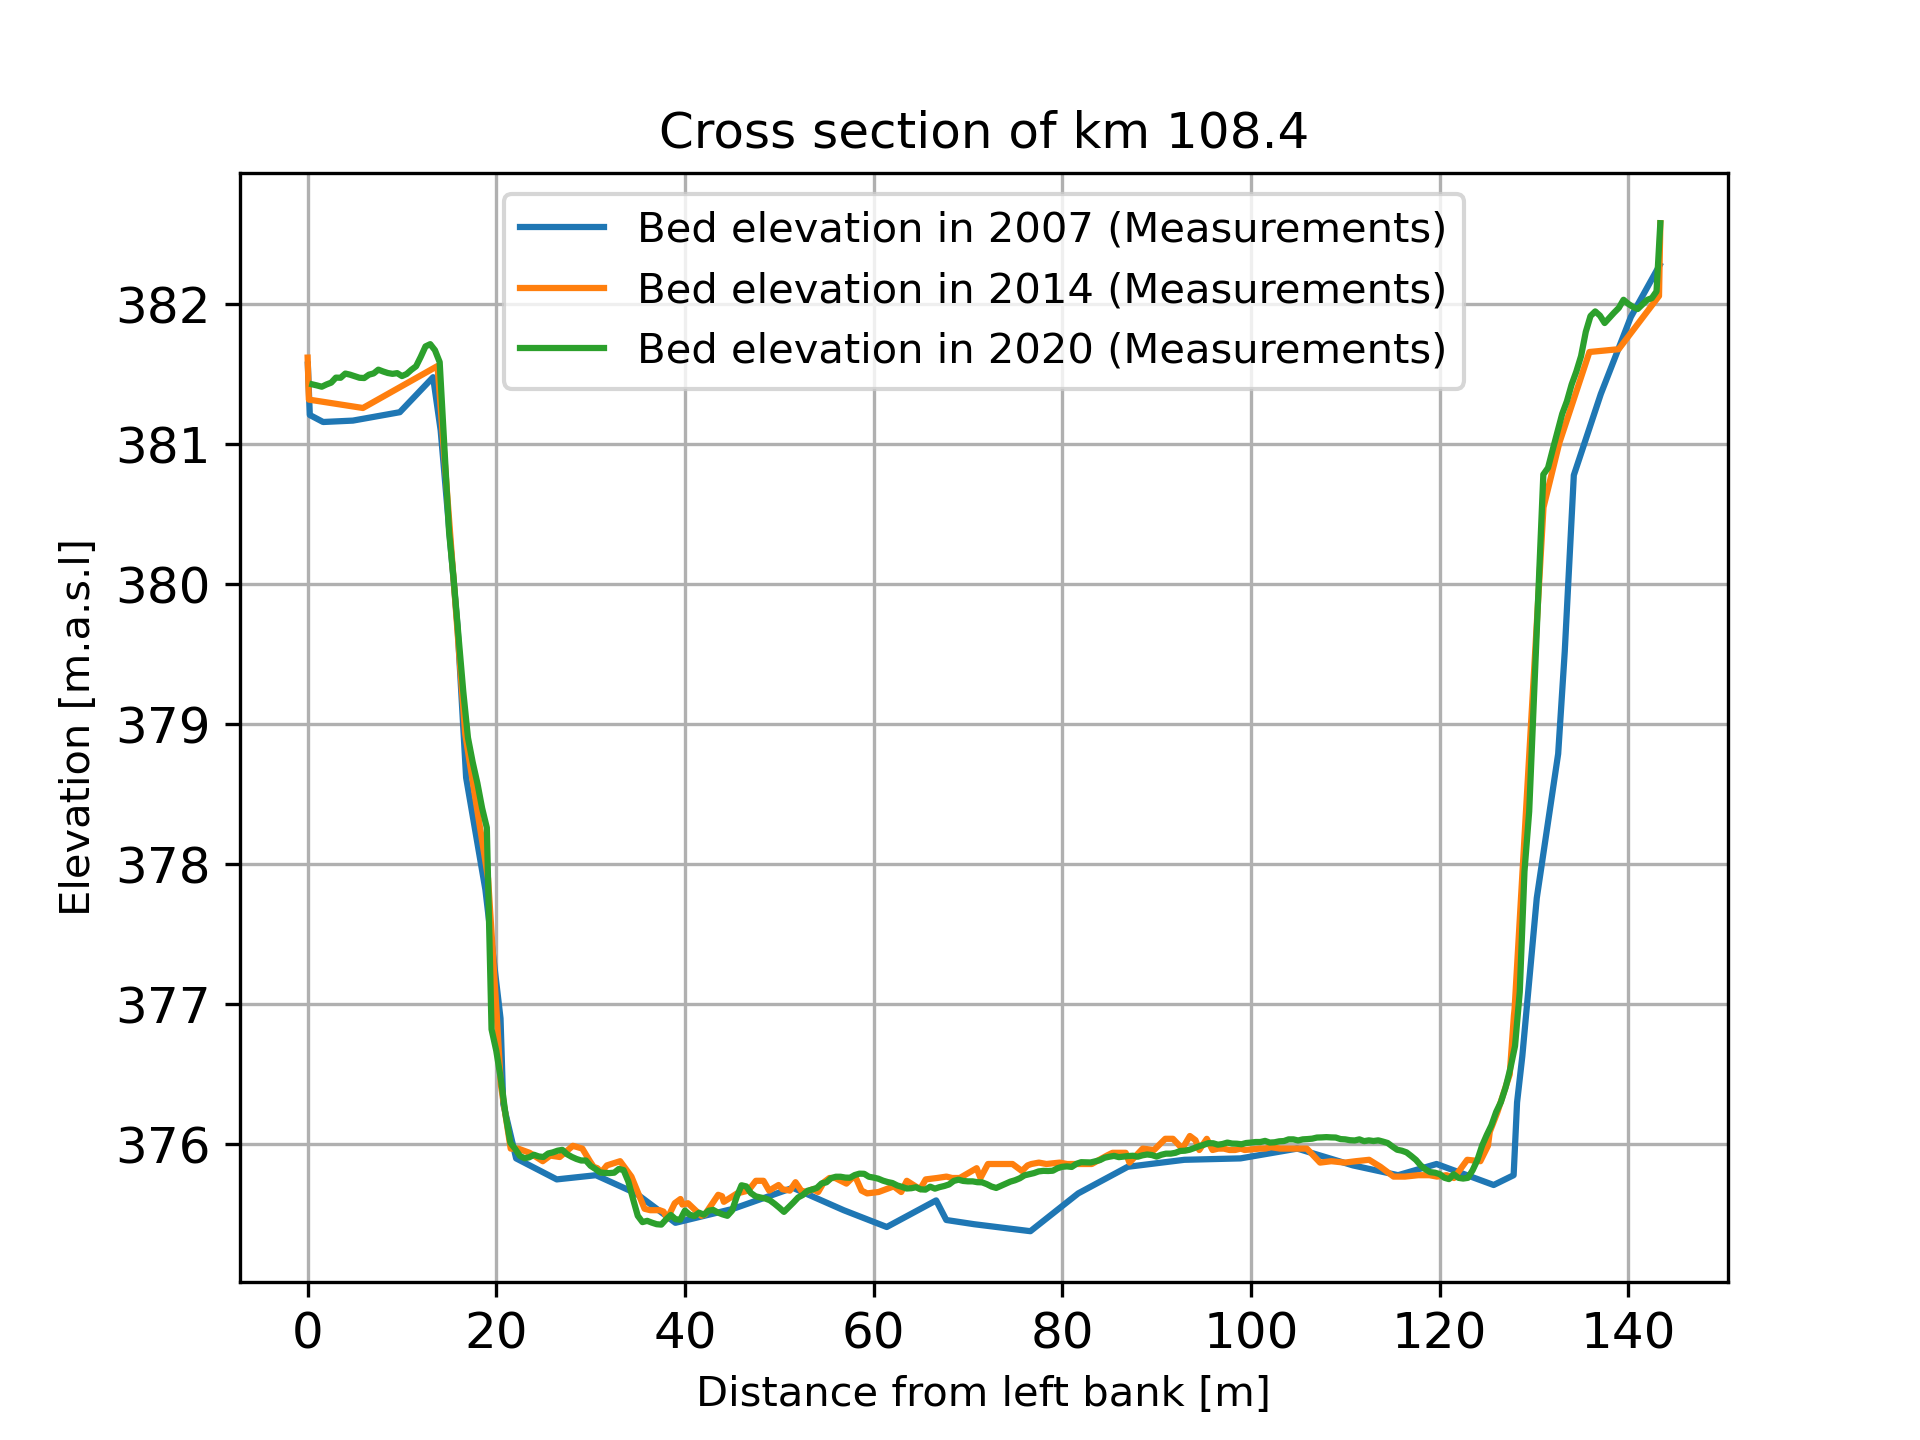 Cross section of km 108.4
Bed elevation in 2007 (Measurements)
Bed elevation in 2014 (Measurements)
Bed elevation in 2020 (Measurements)
382
381
380
379
378
377
376
Elevation [m.a.s.l]
0 20 40 60 80 100 120 140
Distance from left bank [m]